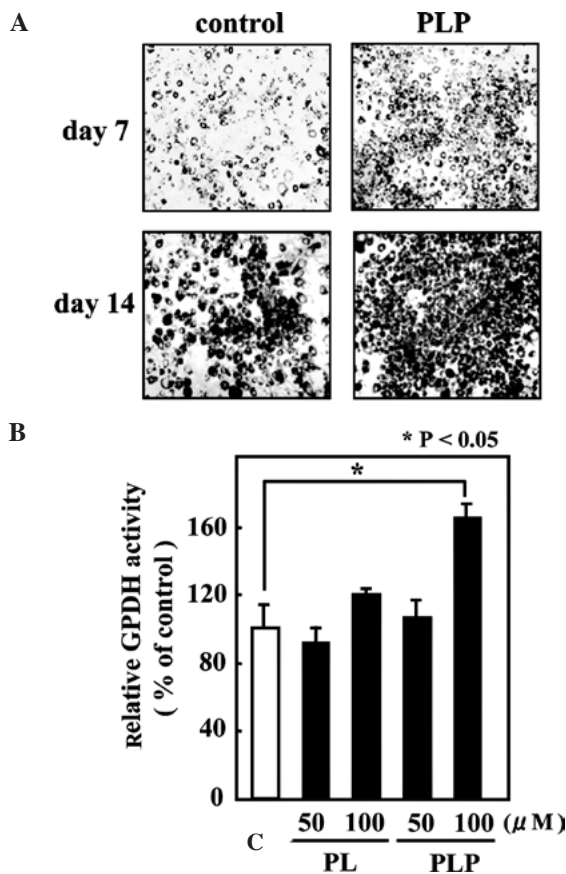 A
control PLP
day 7
day 14
B
* P < 0.05
*
Relative GPDH activity
( % of control )
160
120
80
40
0
50 100 50 100 (μM)
C
PL PLP